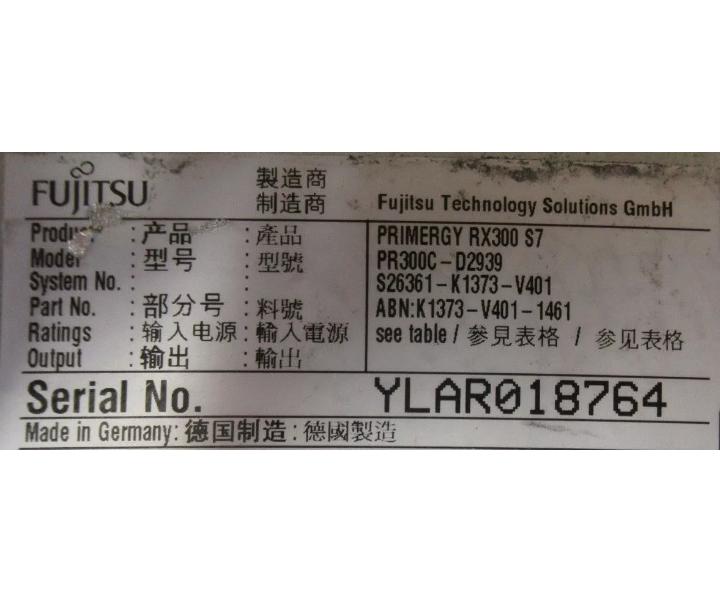 FUJITSU 製造商
制造商 Fujitsu Technology Solutions GmbH
Product : 产品 : 產品 PRIMERGY RX300 S7
Model : 型号 : 型號 PR300C-D2939
System No. : : S26361-K1373-V401
Part No. : 部分号 : 料號 ABN:K1373-V401-1461
Ratings : 输入电源 : 輸入電源 see table / 參見表格 / 参见表格
Output : 输出 : 輸出
Serial No. YLAR018764
Made in Germany: 德国制造: 德國製造